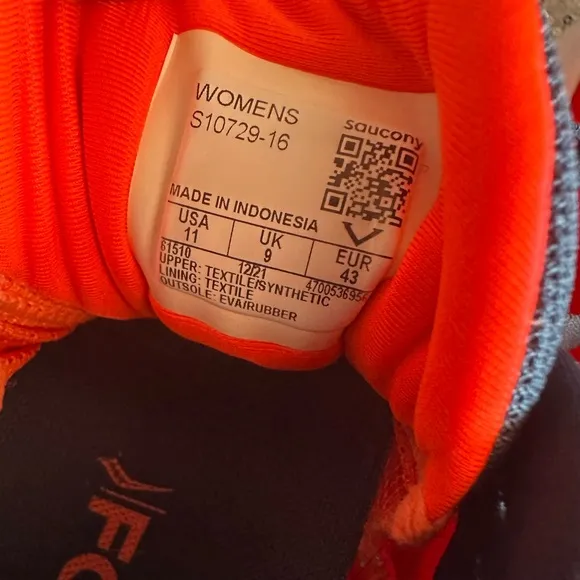 WOMENS
S10729-16
saucony
MADE IN INDONESIA
USA UK EUR
11 9 43
61510 12/21
UPPER: TEXTILE/SYNTHETIC
LINING: TEXTILE
OUTSOLE: EVA/RUBBER